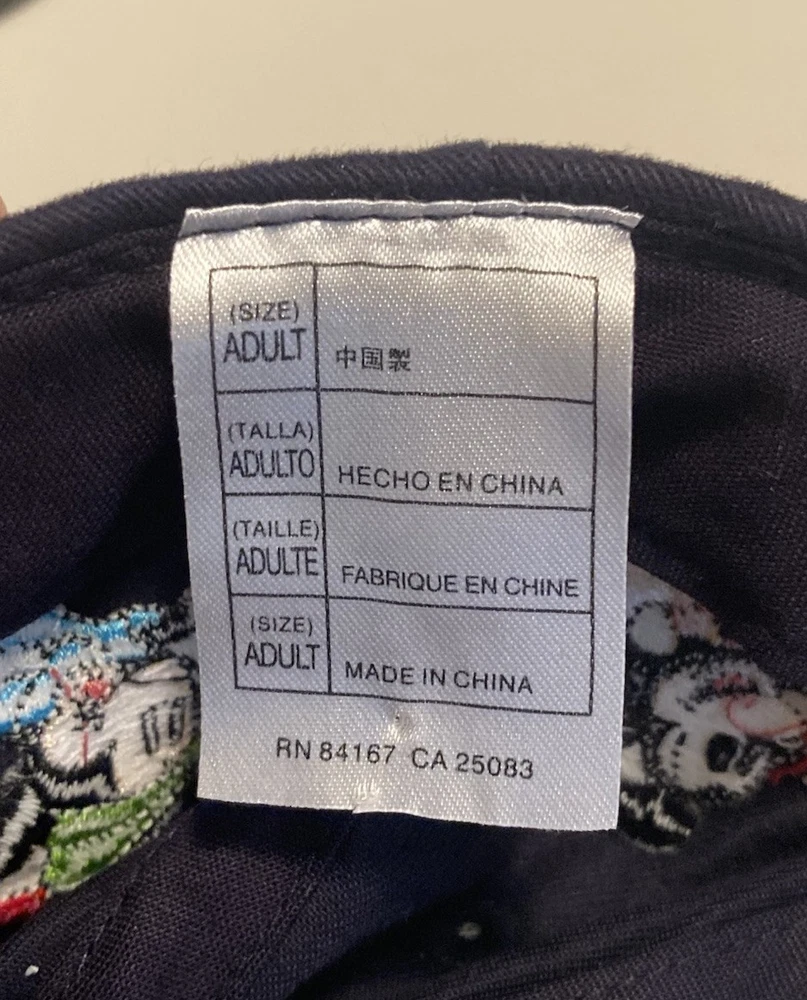 (SIZE)
ADULT
中国製
(TALLA)
ADULTO
HECHO EN CHINA
(TAILLE)
ADULTE
FABRIQUE EN CHINE
(SIZE)
ADULT
MADE IN CHINA
RN 84167 CA 25083